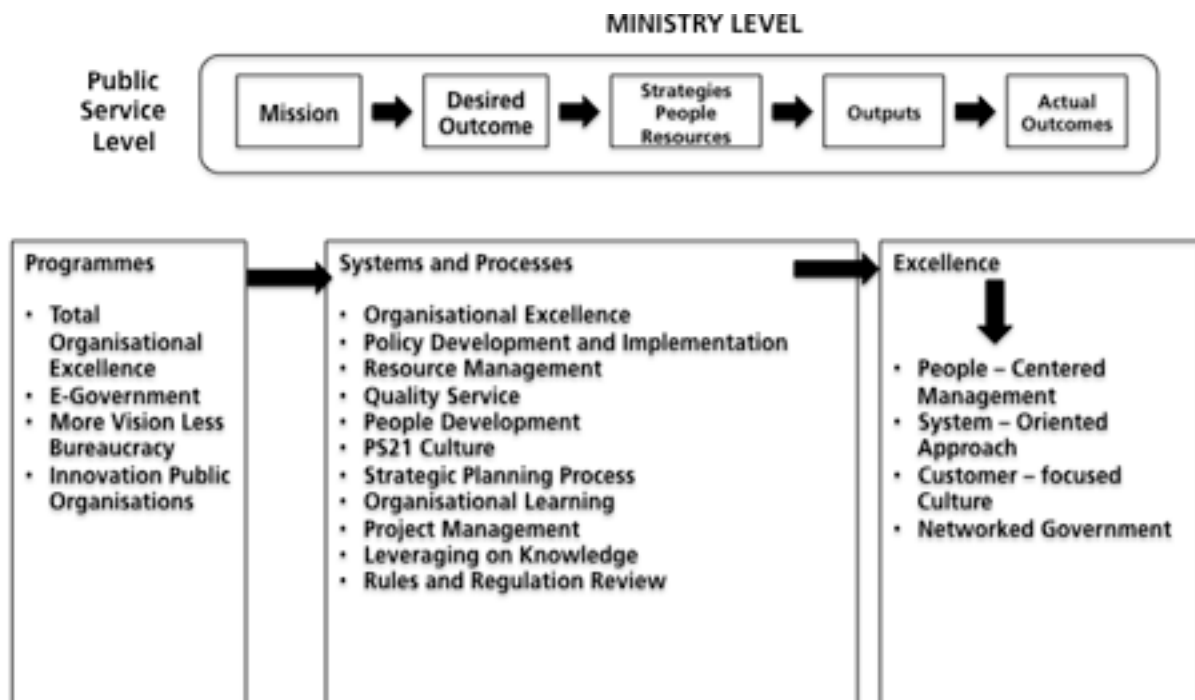 MINISTRY LEVEL
Public
Service
Level
Mission
Desired
Outcome
Strategies
People
Resources
Outputs
Actual
Outcomes
Programmes
• Total
Organisational
Excellence
• E-Government
• More Vision Less
Bureaucracy
• Innovation Public
Organisations
Systems and Processes
• Organisational Excellence
• Policy Development and Implementation
• Resource Management
• Quality Service
• People Development
• PS21 Culture
• Strategic Planning Process
• Organisational Learning
• Project Management
• Leveraging on Knowledge
• Rules and Regulation Review
Excellence
• People – Centered
Management
• System – Oriented
Approach
• Customer – focused
Culture
• Networked Government